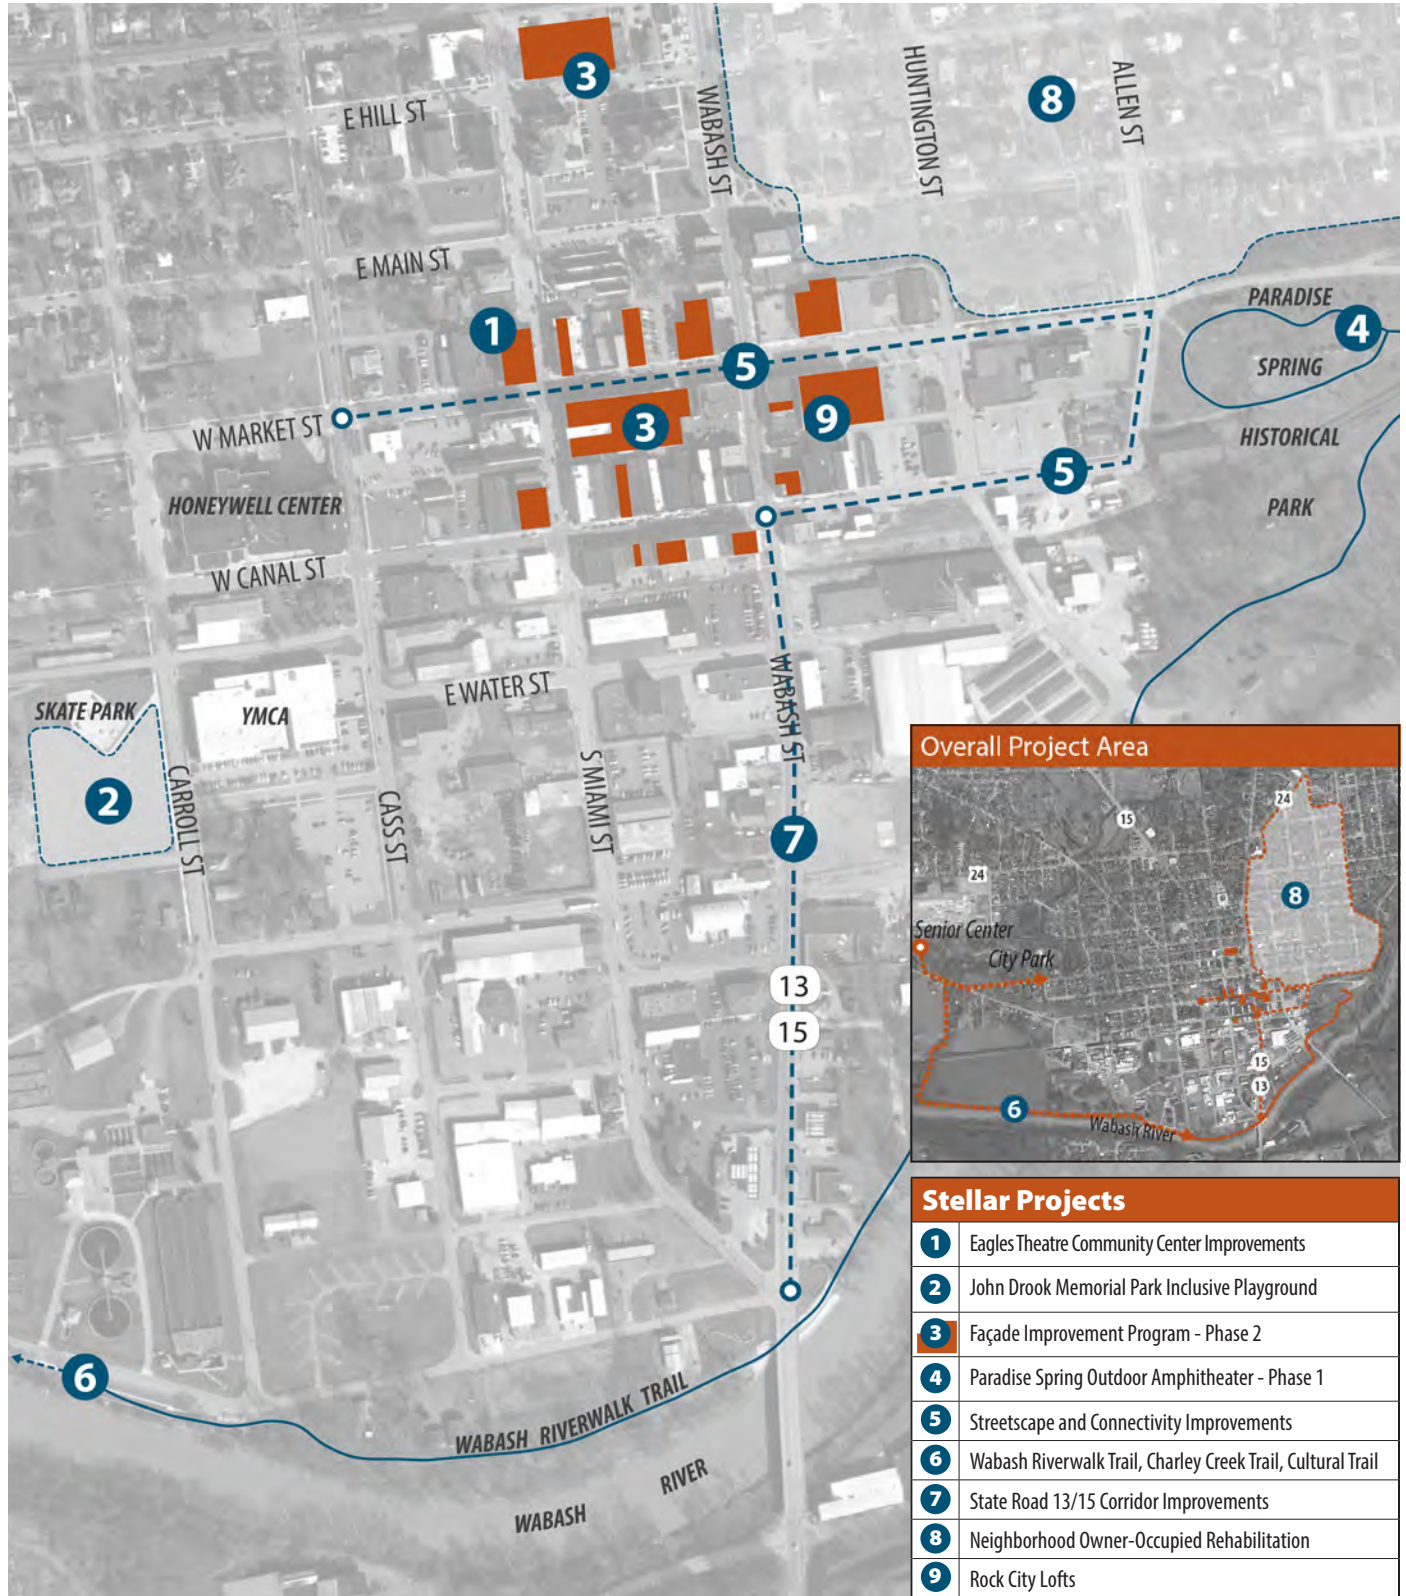 3
E HILL ST
WABASH ST
HUNTINGTON ST
8
ALLEN ST
E MAIN ST
PARADISE
1
4
5
SPRING
W MARKET ST
3
9
HISTORICAL
5
HONEYWELL CENTER
PARK
W CANAL ST
E WATER ST
WABASH ST
SKATE PARK
YMCA
2
CARROLL ST
CASS ST
S MIAMI ST
7
13
15
6
WABASH RIVERWALK TRAIL
WABASH RIVER
Overall Project Area
24
15
24
8
Senior Center
City Park
15
13
6
Wabash River
Stellar Projects
1 Eagles Theatre Community Center Improvements
2 John Drook Memorial Park Inclusive Playground
3 Façade Improvement Program - Phase 2
4 Paradise Spring Outdoor Amphitheater - Phase 1
5 Streetscape and Connectivity Improvements
6 Wabash Riverwalk Trail, Charley Creek Trail, Cultural Trail
7 State Road 13/15 Corridor Improvements
8 Neighborhood Owner-Occupied Rehabilitation
9 Rock City Lofts